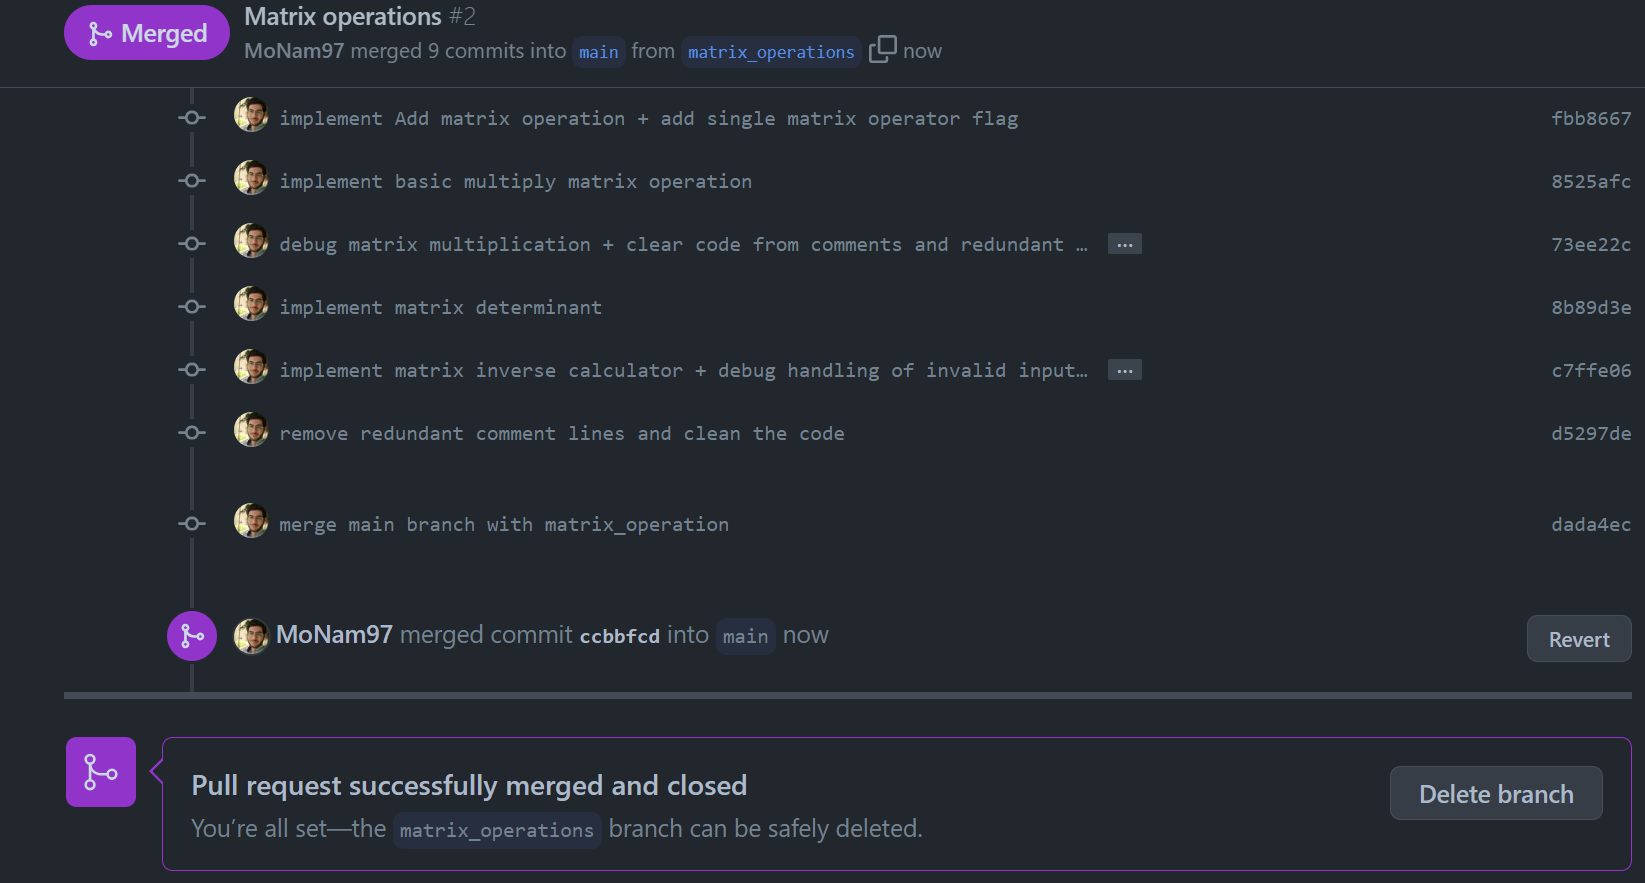 Merged
Matrix operations #2
MoNam97 merged 9 commits into main from matrix_operations now
implement Add matrix operation + add single matrix operator flag fbb8667
implement basic multiply matrix operation 8525afc
debug matrix multiplication + clear code from comments and redundant … ... 73ee22c
implement matrix determinant 8b89d3e
implement matrix inverse calculator + debug handling of invalid input… ... c7ffe06
remove redundant comment lines and clean the code d5297de
merge main branch with matrix_operation dada4ec
MoNam97 merged commit ccbbfcd into main now
Revert
Pull request successfully merged and closed
You’re all set—the matrix_operations branch can be safely deleted.
Delete branch